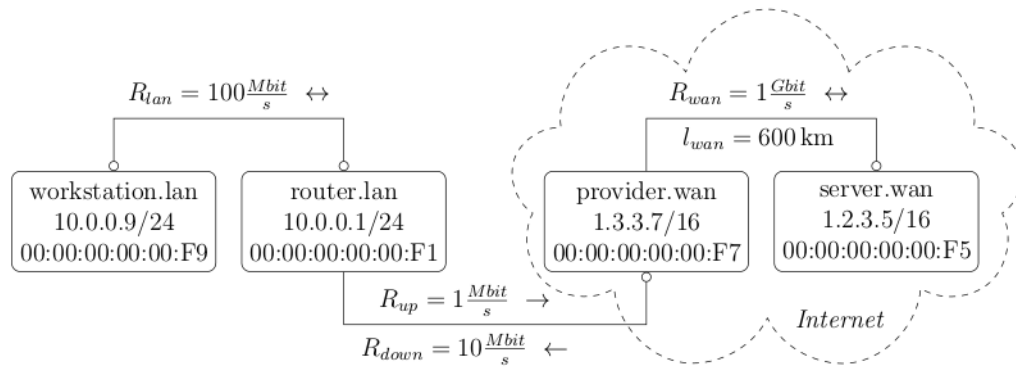 R_lan = 100 Mbit/s ↔
R_wan = 1 Gbit/s ↔
l_wan = 600 km
workstation.lan
10.0.0.9/24
00:00:00:00:00:F9
router.lan
10.0.0.1/24
00:00:00:00:00:F1
provider.wan
1.3.3.7/16
00:00:00:00:00:F7
server.wan
1.2.3.5/16
00:00:00:00:00:F5
R_up = 1 Mbit/s →
R_down = 10 Mbit/s ←
Internet